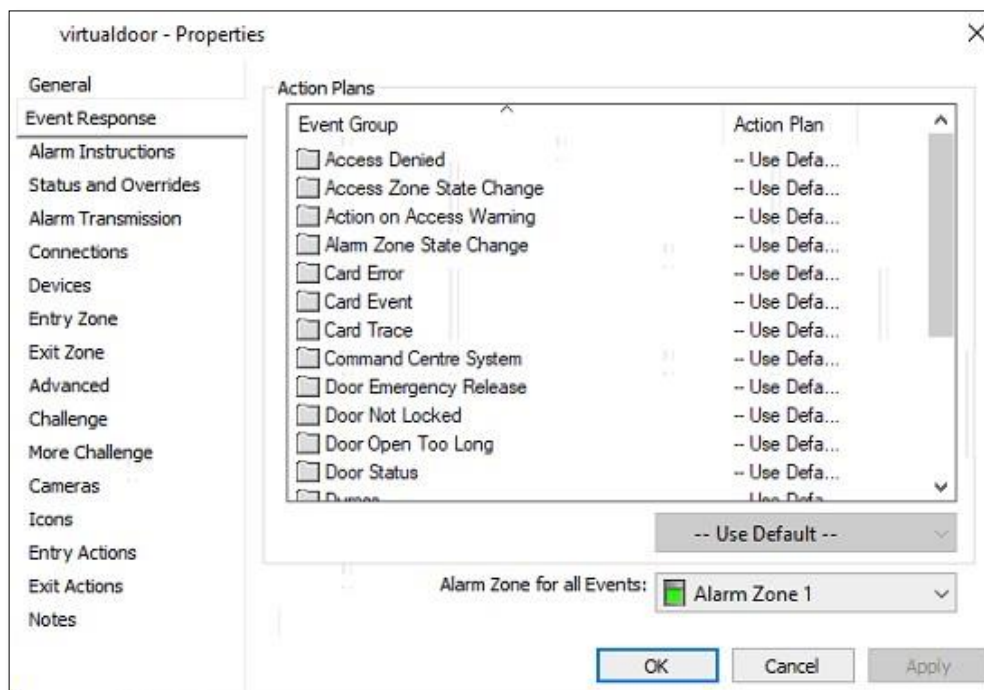 virtualdoor - Properties
General
Event Response
Alarm Instructions
Status and Overrides
Alarm Transmission
Connections
Devices
Entry Zone
Exit Zone
Advanced
Challenge
More Challenge
Cameras
Icons
Entry Actions
Exit Actions
Notes
Action Plans
Event Group Action Plan
Access Denied -- Use Defa...
Access Zone State Change -- Use Defa...
Action on Access Warning -- Use Defa...
Alarm Zone State Change -- Use Defa...
Card Error -- Use Defa...
Card Event -- Use Defa...
Card Trace -- Use Defa...
Command Centre System -- Use Defa...
Door Emergency Release -- Use Defa...
Door Not Locked -- Use Defa...
Door Open Too Long -- Use Defa...
Door Status -- Use Defa...
-- Use Default --
Alarm Zone for all Events: Alarm Zone 1
OK Cancel Apply